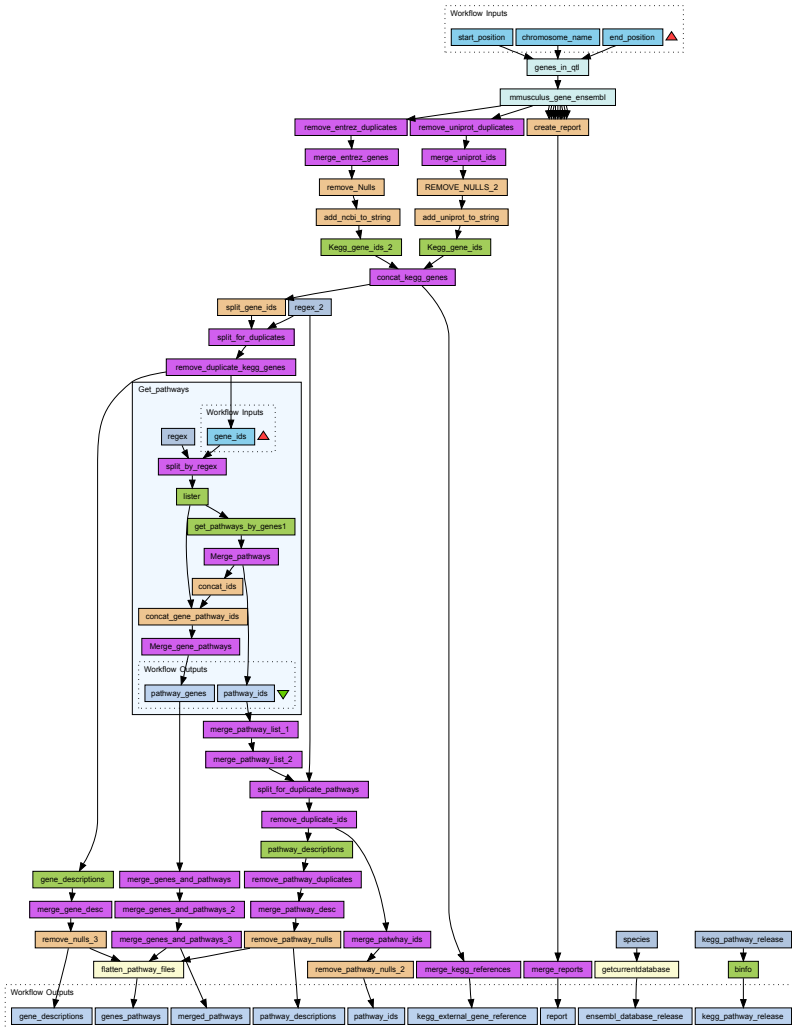 Workflow Inputs
start_position
chromosome_name
end_position
genes_in_qtl
mmusculus_gene_ensembl
remove_entrez_duplicates
remove_uniprot_duplicates
create_report
merge_entrez_genes
merge_uniprot_ids
remove_Nulls
REMOVE_NULLS_2
add_ncbi_to_string
add_uniprot_to_string
Kegg_gene_ids_2
Kegg_gene_ids
concat_kegg_genes
split_gene_ids
regex_2
split_for_duplicates
remove_duplicate_kegg_genes
Get_pathways
Workflow Inputs
regex
gene_ids
split_by_regex
lister
get_pathways_by_genes1
Merge_pathways
concat_ids
concat_gene_pathway_ids
Merge_gene_pathways
Workflow Outputs
pathway_genes
pathway_ids
merge_pathway_list_1
merge_pathway_list_2
split_for_duplicate_pathways
remove_duplicate_ids
pathway_descriptions
gene_descriptions
merge_genes_and_pathways
remove_pathway_duplicates
merge_gene_desc
merge_genes_and_pathways_2
merge_pathway_desc
remove_nulls_3
merge_genes_and_pathways_3
remove_pathway_nulls
merge_patwhay_ids
species
kegg_pathway_release
flatten_pathway_files
remove_pathway_nulls_2
merge_kegg_references
merge_reports
getcurrentdatabase
binfo
Workflow Outputs
gene_descriptions
genes_pathways
merged_pathways
pathway_descriptions
pathway_ids
kegg_external_gene_reference
report
ensembl_database_release
kegg_pathway_release